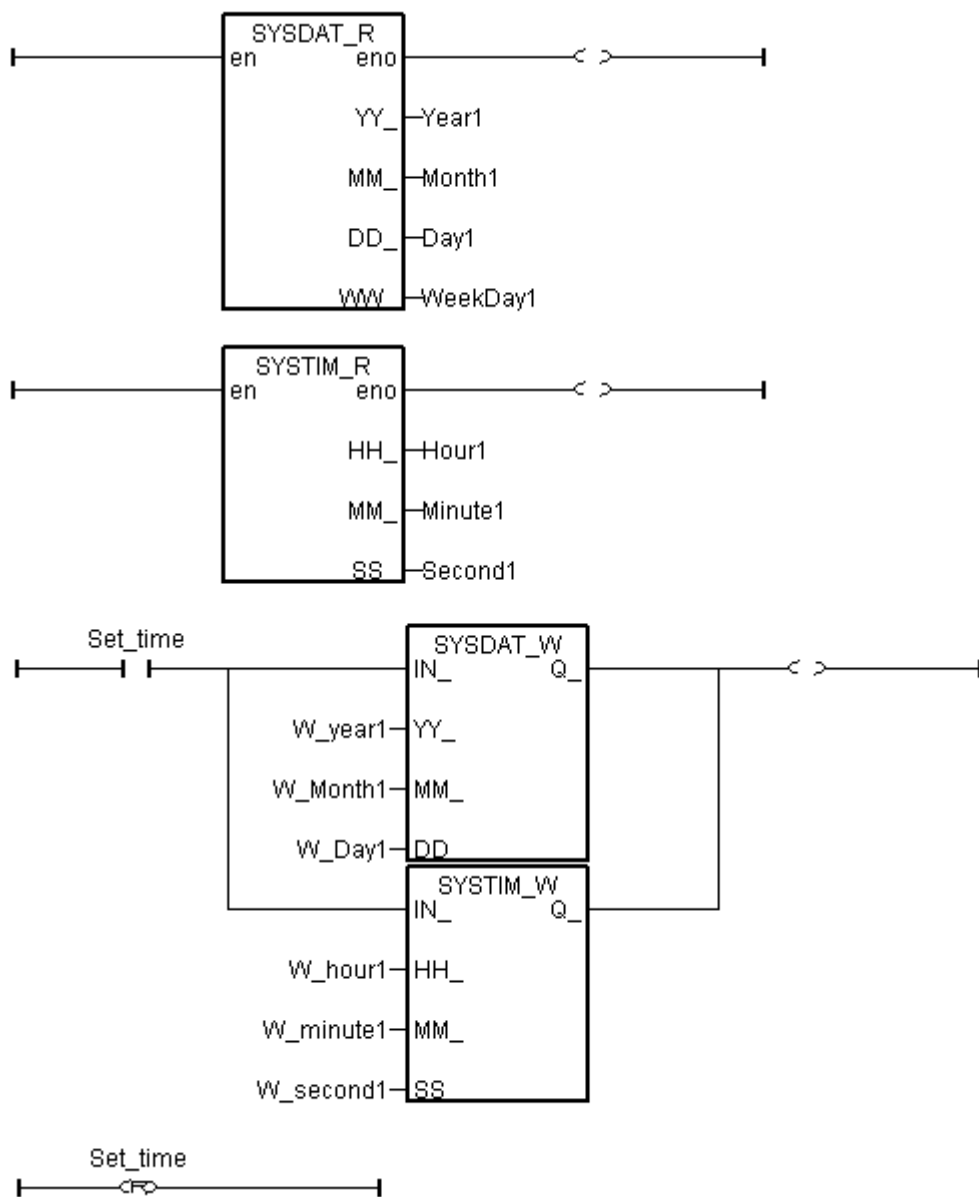 SYSDAT_R
en eno
YY_ Year1
MM_ Month1
DD_ Day1
WW WeekDay1
SYSTIM_R
en eno
HH_ Hour1
MM_ Minute1
SS Second1
Set_time
SYSDAT_W
IN_ Q_
W_year1 YY_
W_Month1 MM_
W_Day1 DD
SYSTIM_W
IN_ Q_
W_hour1 HH_
W_minute1 MM_
W_second1 SS
Set_time
R